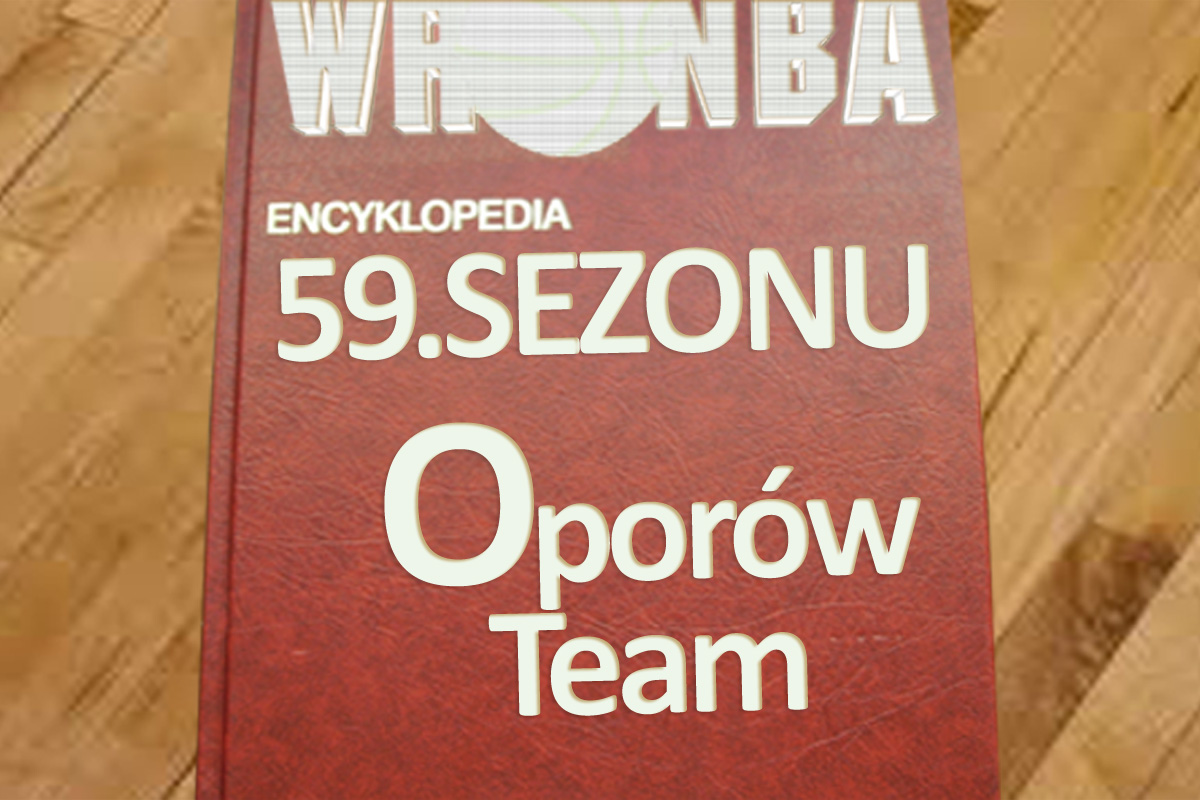 WRONBA
ENCYKLOPEDIA
59.SEZONU
Oporów
Team